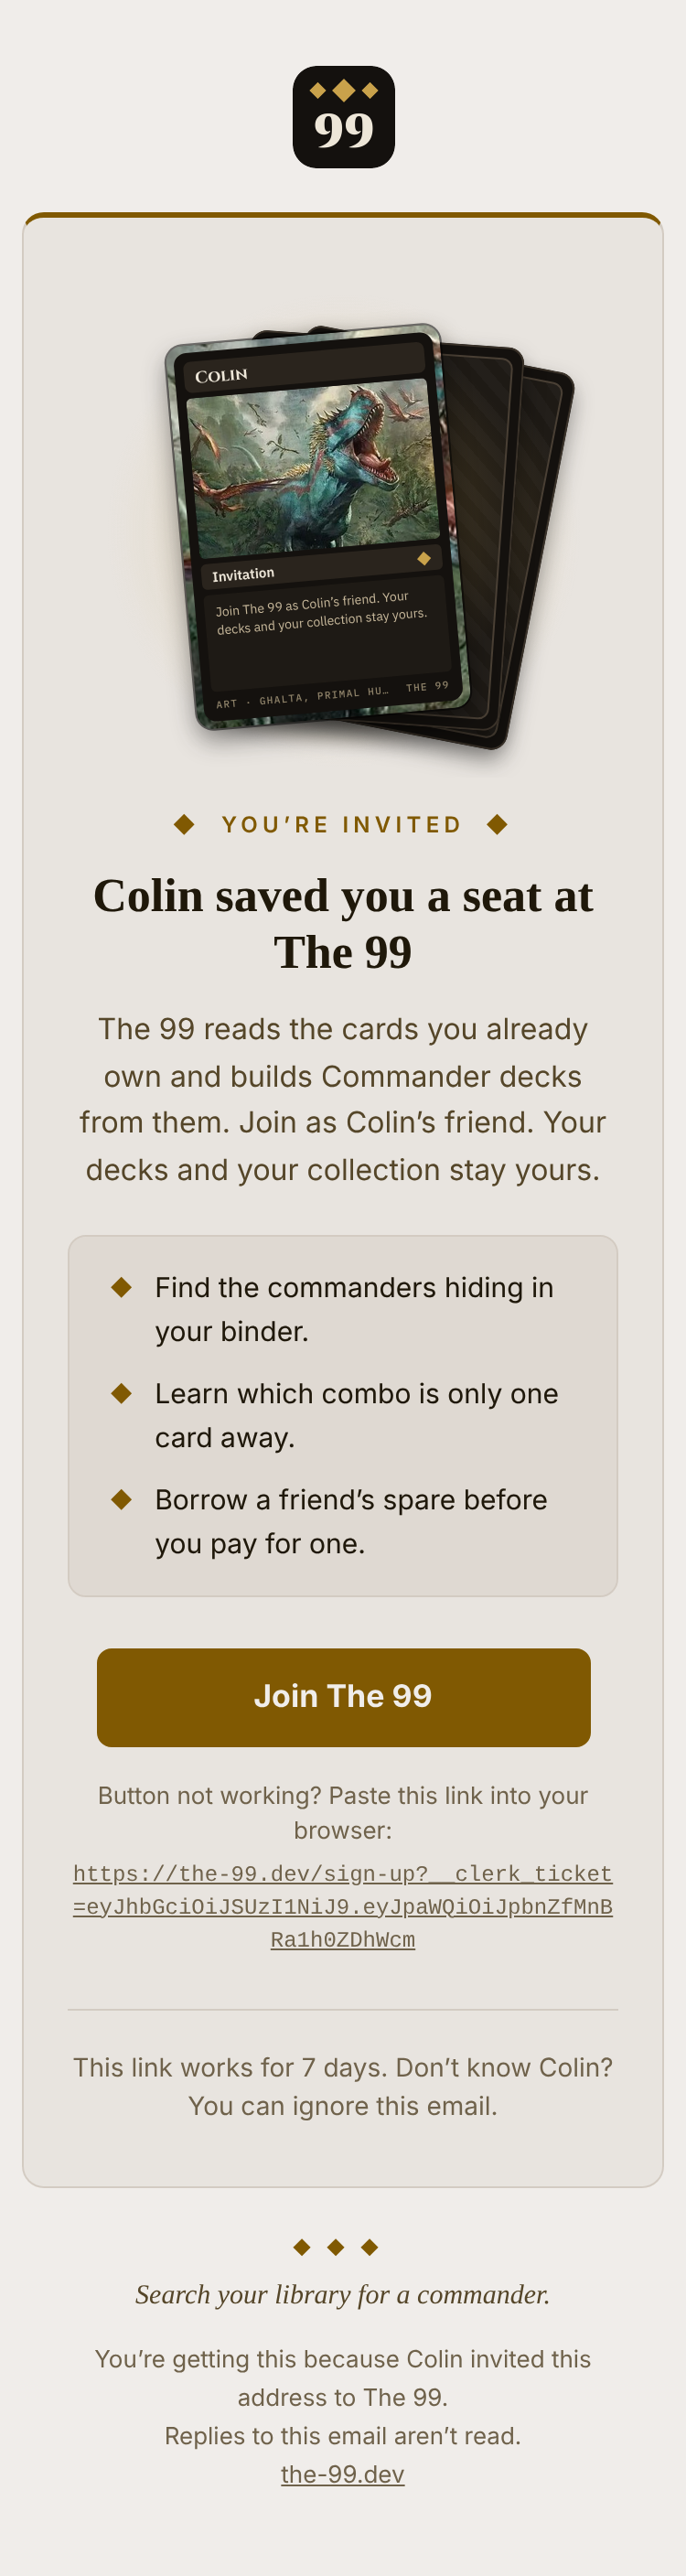 99
Colin
Invitation
Join The 99 as Colin’s friend. Your
decks and your collection stay yours.
ART · GHALTA, PRIMAL HU… THE 99
YOU’RE INVITED
Colin saved you a seat at
The 99
The 99 reads the cards you already
own and builds Commander decks
from them. Join as Colin’s friend. Your
decks and your collection stay yours.
Find the commanders hiding in
your binder.
Learn which combo is only one
card away.
Borrow a friend’s spare before
you pay for one.
Join The 99
Button not working? Paste this link into your
browser:
https://the-99.dev/sign-up?__clerk_ticket
=eyJhbGciOiJSUzI1NiJ9.eyJpaWQiOiJpbnZfMnB
Ra1h0ZDhWcm
This link works for 7 days. Don’t know Colin?
You can ignore this email.
Search your library for a commander.
You’re getting this because Colin invited this
address to The 99.
Replies to this email aren’t read.
the-99.dev